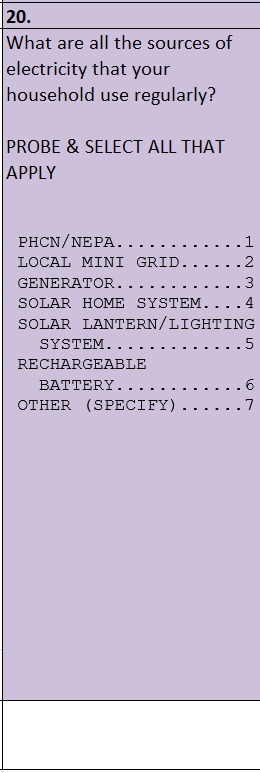 20.
What are all the sources of
electricity that your
household use regularly?
PROBE & SELECT ALL THAT
APPLY
PHCN/NEPA............1
LOCAL MINI GRID......2
GENERATOR............3
SOLAR HOME SYSTEM....4
SOLAR LANTERN/LIGHTING
SYSTEM.............5
RECHARGEABLE
BATTERY............6
OTHER (SPECIFY)......7